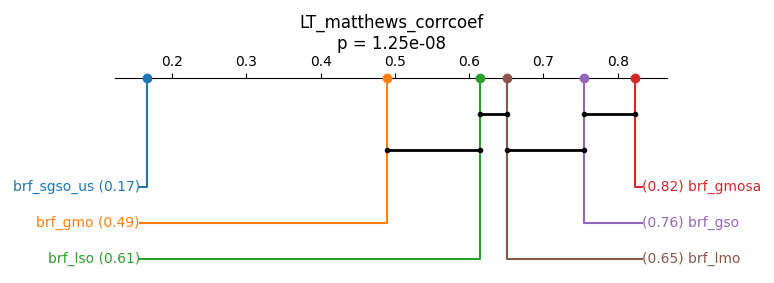 LT_matthews_corrcoef
p = 1.25e-08
0.2 0.3 0.4 0.5 0.6 0.7 0.8
brf_sgso_us (0.17) (0.82) brf_gmosa
brf_gmo (0.49) (0.76) brf_gso
brf_lso (0.61) (0.65) brf_lmo